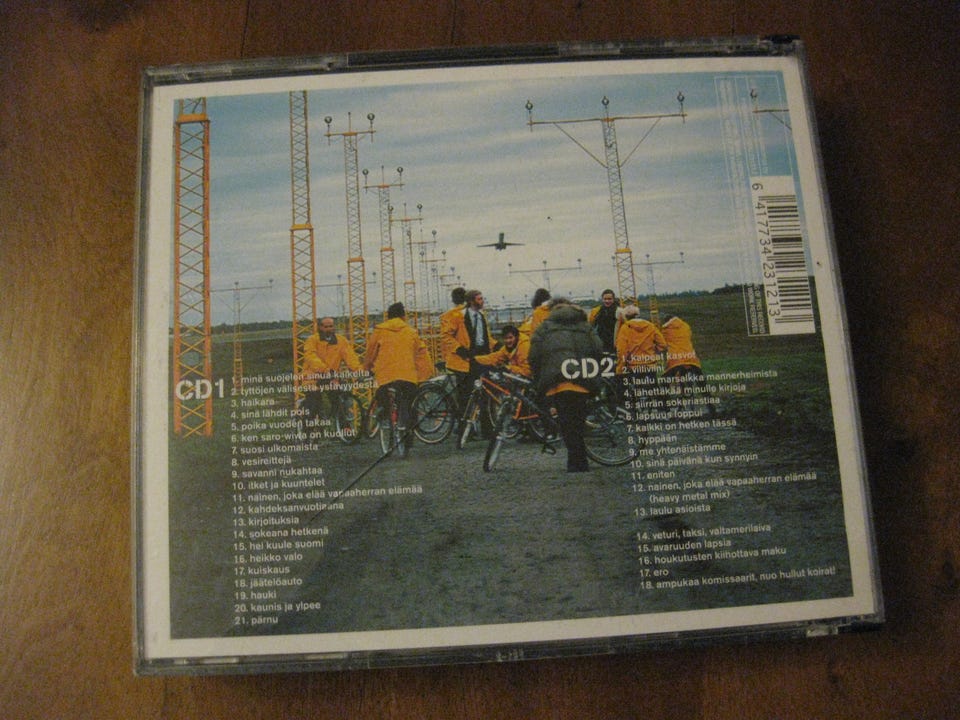 CD1
1. minä suojelen sinua kaikelta
2. tyttöjen välisestä ystävyydestä
3. haikara
4. sinä lähdit pois
5. poika vuoden takaa
6. ken saro-wiwa on kuollut
7. suosi ulkomaista
8. vesireittejä
9. savanni nukahtaa
10. itket ja kuuntelet
11. nainen, joka elää vapaaherran elämää
12. kahdeksanvuotiaana
13. kirjoituksia
14. sokeana hetkenä
15. hei kuule suomi
16. heikko valo
17. kuiskaus
18. jäätelöauto
19. hauki
20. kaunis ja ylpee
21. pärnu
CD2
1. kalpeat kasvot
2. viiliviini
3. laulu marsalkka mannerheimista
4. lähettäkää minulle kirjoja
5. siirrän sokeriastiaa
6. lapsuus loppui
7. kaikki on hetken tässä
8. hyppään
9. me yhtenäistämme
10. sinä päivänä kun synnyin
11. eniten
12. nainen, joka elää vapaaherran elämää
(heavy metal mix)
13. laulu asioista
14. veturi, taksi, valtamerilaiva
15. avaruuden lapsia
16. houkutusten kiihottava maku
17. ero
18. ampukaa komissaarit, nuo hullut koirat!
6 417734 231213